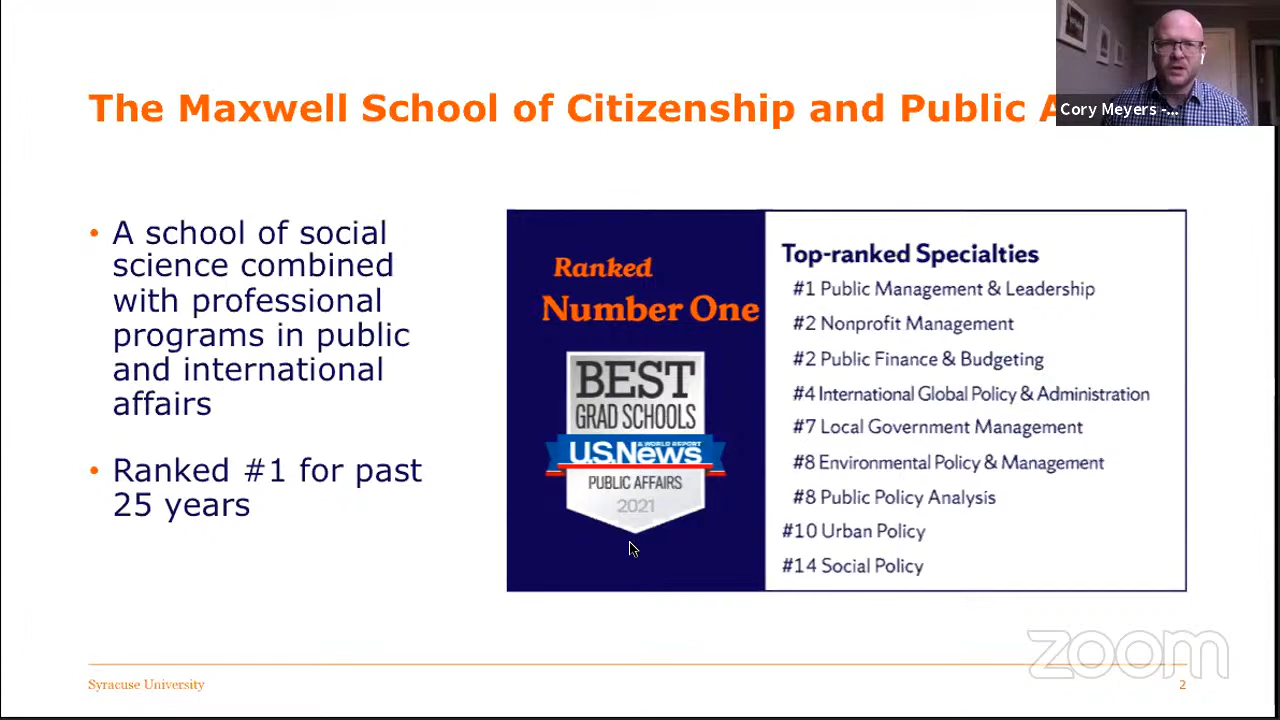 The Maxwell School of Citizenship and Public A
Cory Meyers -...
• A school of social
science combined
with professional
programs in public
and international
affairs
• Ranked #1 for past
25 years
Ranked
Number One
BEST
GRAD SCHOOLS
U.S.News
& WORLD REPORT
PUBLIC AFFAIRS
2021
Top-ranked Specialties
#1 Public Management & Leadership
#2 Nonprofit Management
#2 Public Finance & Budgeting
#4 International Global Policy & Administration
#7 Local Government Management
#8 Environmental Policy & Management
#8 Public Policy Analysis
#10 Urban Policy
#14 Social Policy
zoom
Syracuse University
2